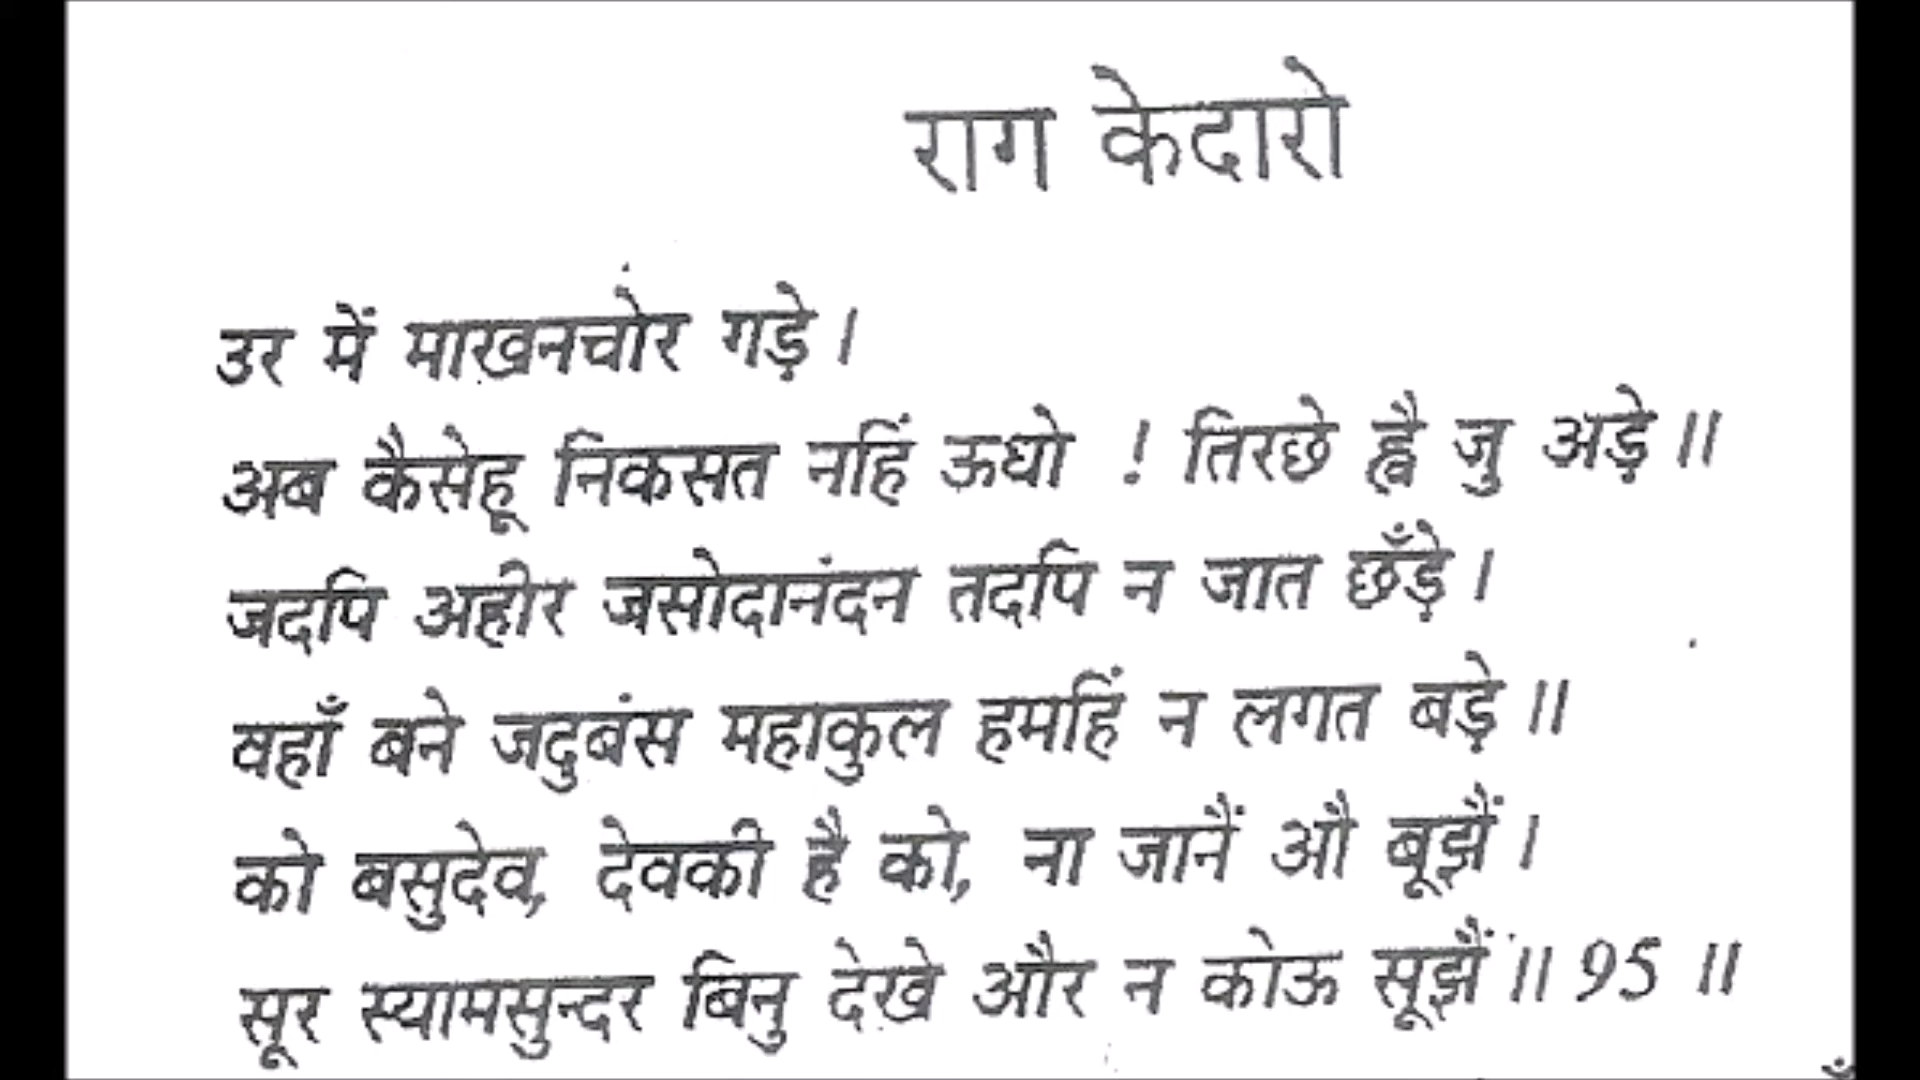 राग केदारो
उर में माखनचोर गड़े।
अब कैसेहू निकसत नहिं ऊधो ! तिरछे ह्वै जु अड़े॥
जदपि अहीर जसोदानंदन तदपि न जात छँड़े।
वहाँ बने जदुबंस महाकुल हमहिं न लगत बड़े॥
को बसुदेव, देवकी है को, ना जानैं औ बूझैं।
सूर स्यामसुन्दर बिनु देखे और न कोऊ सूझैं॥95॥